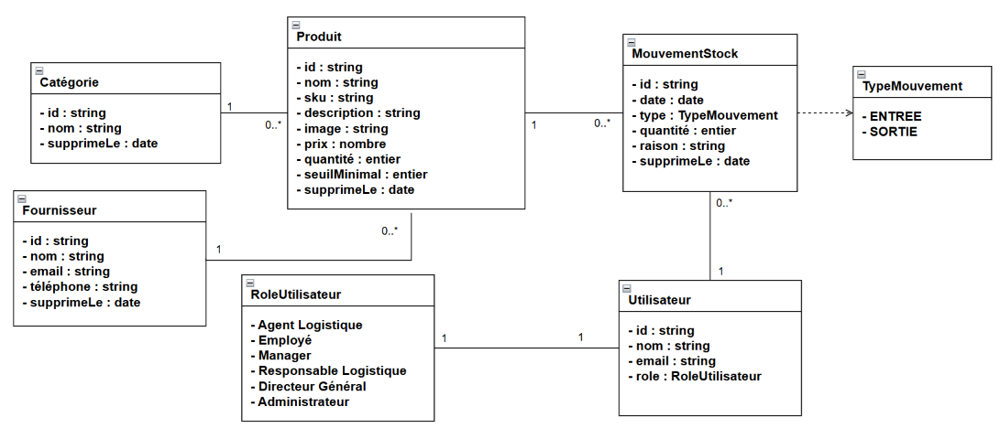 Produit
- id : string
- nom : string
- sku : string
- description : string
- image : string
- prix : nombre
- quantité : entier
- seuilMinimal : entier
- supprimeLe : date
MouvementStock
- id : string
- date : date
- type : TypeMouvement
- quantité : entier
- raison : string
- supprimeLe : date
TypeMouvement
- ENTREE
- SORTIE
Catégorie
- id : string
- nom : string
- supprimeLe : date
1
0..*
1
0..*
Fournisseur
- id : string
- nom : string
- email : string
- téléphone : string
- supprimeLe : date
1
0..*
0..*
1
RoleUtilisateur
- Agent Logistique
- Employé
- Manager
- Responsable Logistique
- Directeur Général
- Administrateur
1
1
Utilisateur
- id : string
- nom : string
- email : string
- role : RoleUtilisateur